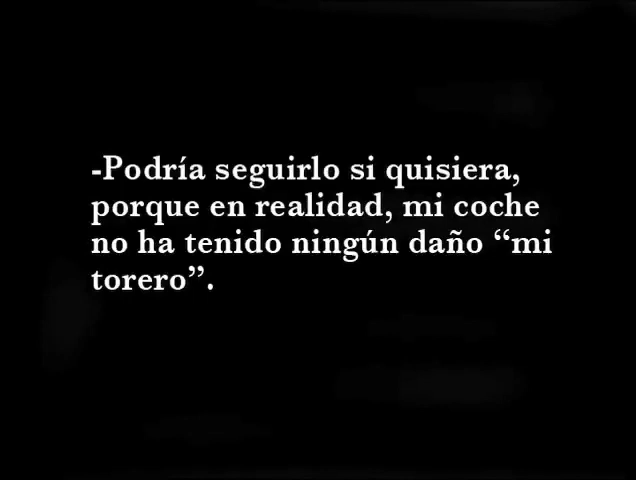 -Podría seguirlo si quisiera,
porque en realidad, mi coche
no ha tenido ningún daño “mi
torero”.